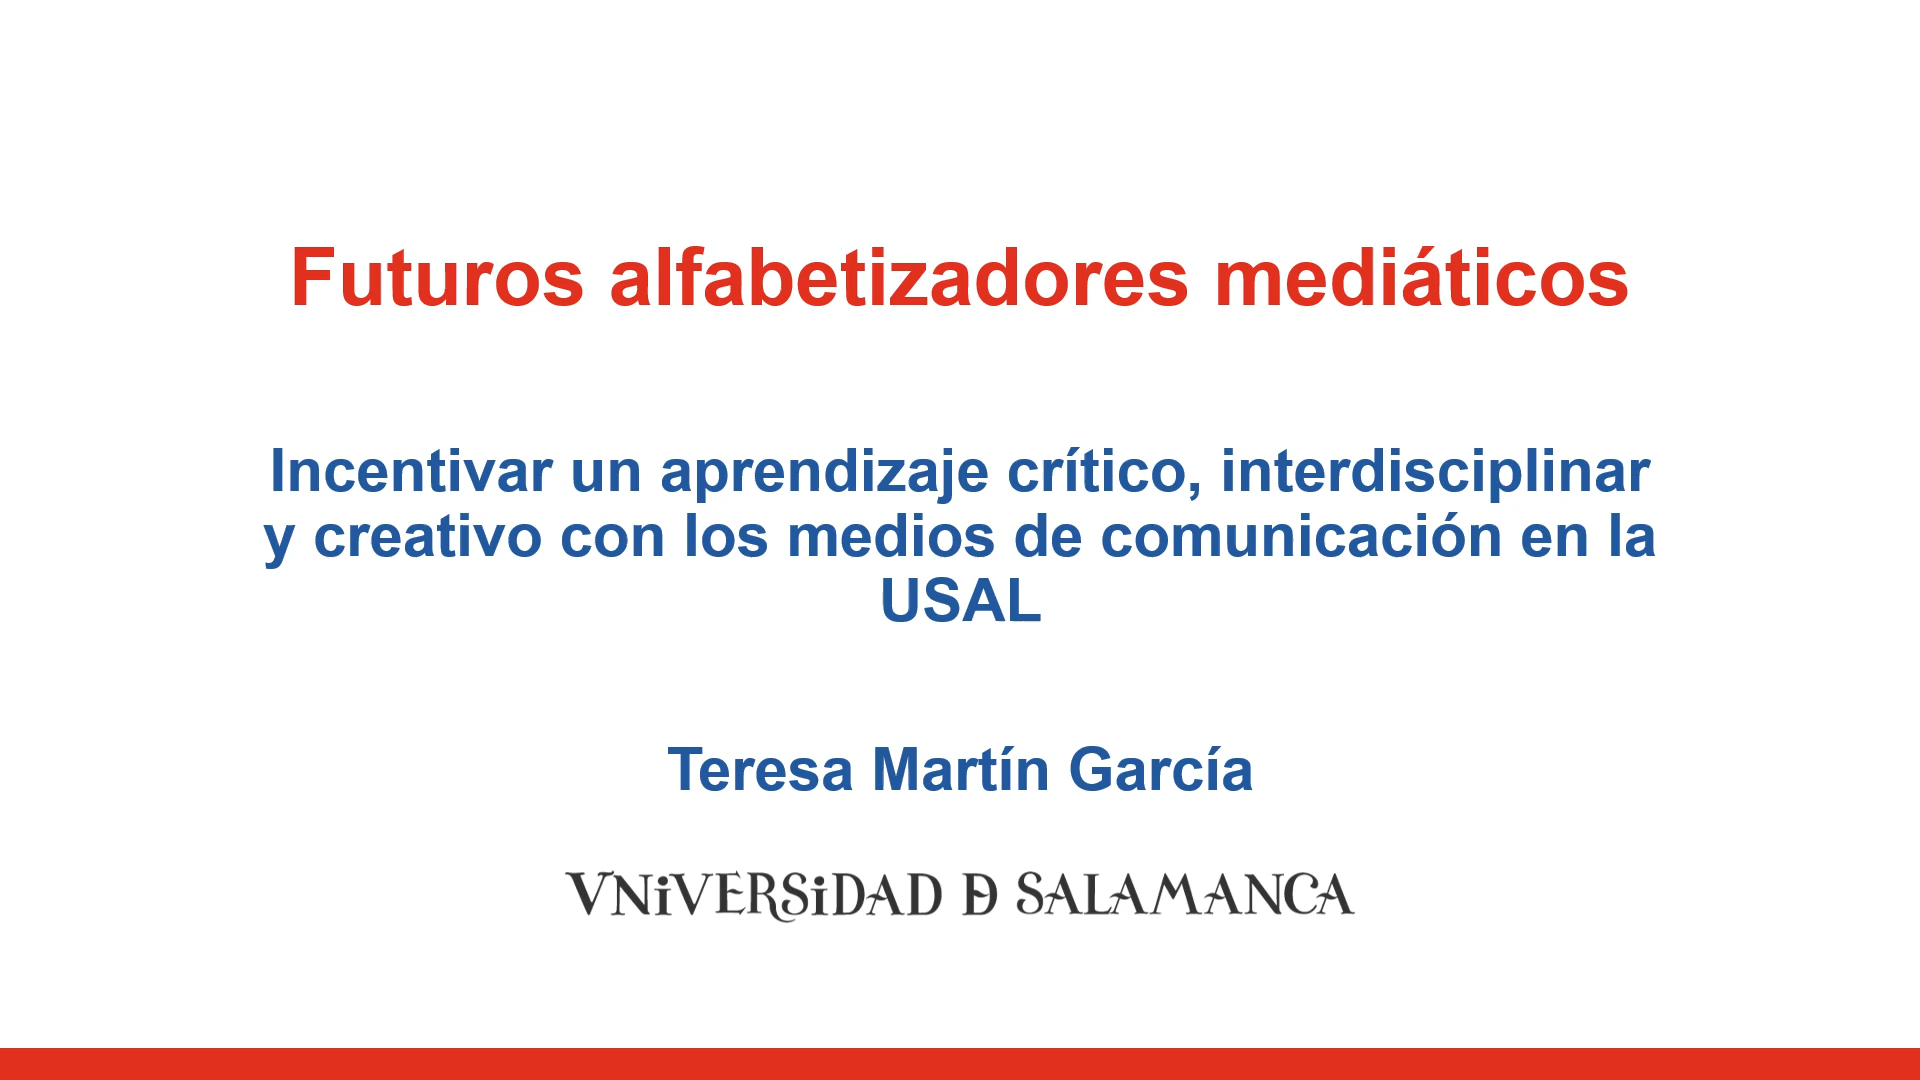 Futuros alfabetizadores mediáticos
Incentivar un aprendizaje crítico, interdisciplinar
y creativo con los medios de comunicación en la
USAL
Teresa Martín García
VNiVERSiDAD D SALAMANCA